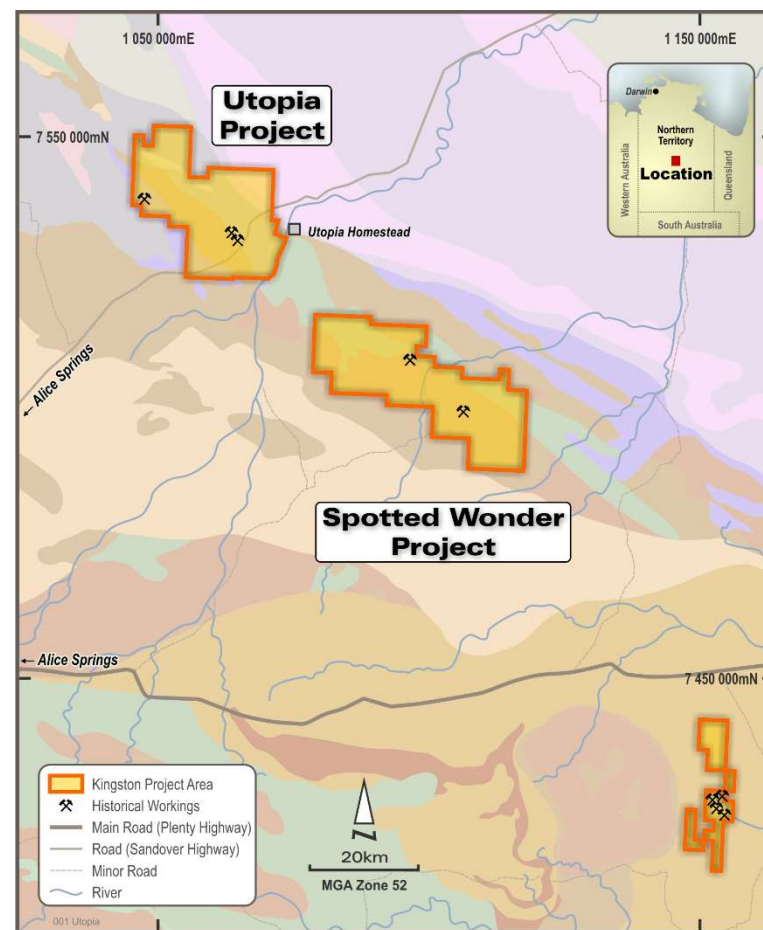 1 050 000mE
1 150 000mE
Utopia
Project
Darwin
Northern
Territory
Location
Western Australia
Queensland
South Australia
7 550 000mN
Utopia Homestead
← Alice Springs
Spotted Wonder
Project
← Alice Springs
7 450 000mN
Kingston Project Area
Historical Workings
Main Road (Plenty Highway)
Road (Sandover Highway)
Minor Road
River
N
20km
MGA Zone 52
001 Utopia